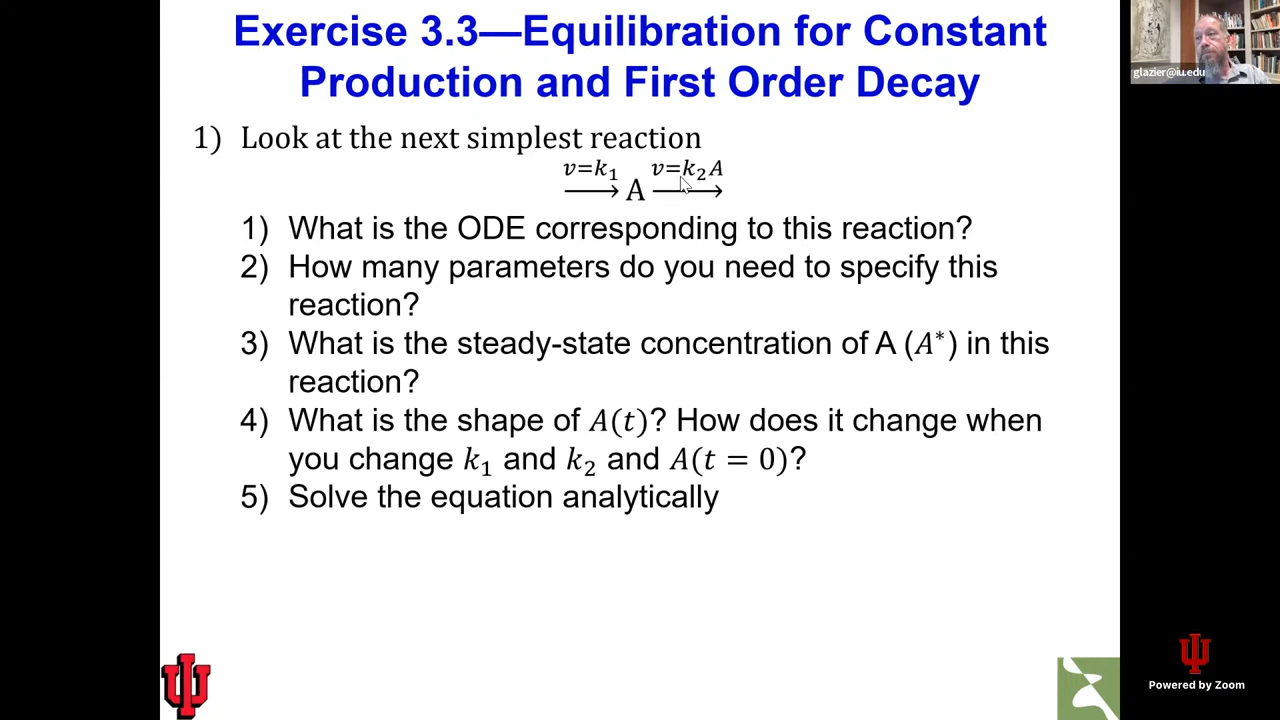 Exercise 3.3—Equilibration for Constant
Production and First Order Decay
glazier@iu.edu
1) Look at the next simplest reaction
v=k₁ v=k₂A
⟶ A ⟶
1) What is the ODE corresponding to this reaction?
2) How many parameters do you need to specify this
reaction?
3) What is the steady-state concentration of A (A*) in this
reaction?
4) What is the shape of A(t)? How does it change when
you change k₁ and k₂ and A(t = 0)?
5) Solve the equation analytically
Powered by Zoom